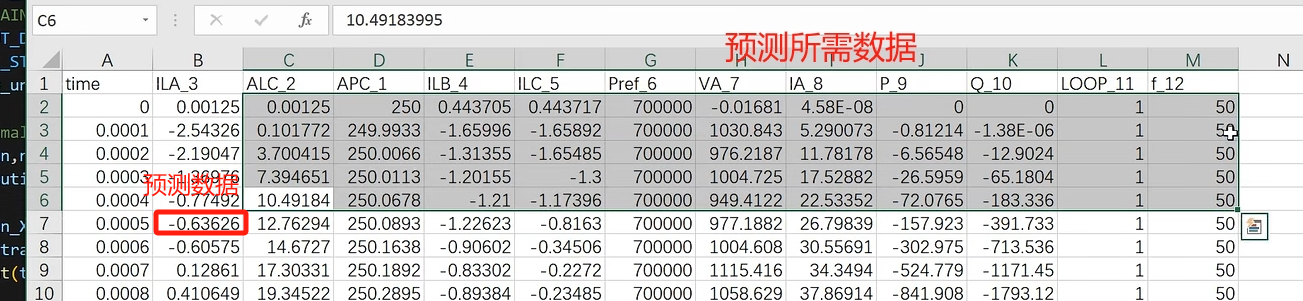 C6 fx 10.49183995
预测所需数据
A B C D E F G H I J K L M N
1 time ILA_3 ALC_2 APC_1 ILB_4 ILC_5 Pref_6 VA_7 IA_8 P_9 Q_10 LOOP_11 f_12
2 0 0.00125 0.00125 250 0.443705 0.443717 700000 -0.01681 4.58E-08 0 0 1 50
3 0.0001 -2.54326 0.101772 249.9933 -1.65996 -1.65892 700000 1030.843 5.290073 -0.81214 -1.38E-06 1 50
4 0.0002 -2.19047 3.700415 250.0066 -1.31355 -1.65485 700000 976.2187 11.78178 -6.56548 -12.9024 1 50
5 0.0003 -1.36976 7.394651 250.0113 -1.20155 -1.3 700000 1004.725 17.52882 -26.5959 -65.1804 1 50
预测数据
6 0.0004 -0.77492 10.49184 250.0678 -1.21 -1.17396 700000 949.4122 22.53352 -72.0765 -183.336 1 50
7 0.0005 -0.63626 12.76294 250.0893 -1.22623 -0.8163 700000 977.1882 26.79839 -157.923 -391.733 1 50
8 0.0006 -0.60575 14.6727 250.1638 -0.90602 -0.34506 700000 1004.608 30.55691 -302.975 -713.536 1 50
9 0.0007 0.12861 17.30331 250.1892 -0.83302 -0.2272 700000 1115.416 34.3494 -524.779 -1171.45 1 50
10 0.0008 0.410649 19.34522 250.2895 -0.89384 -0.23485 700000 1058.629 37.86914 -841.908 -1793.12 1 50